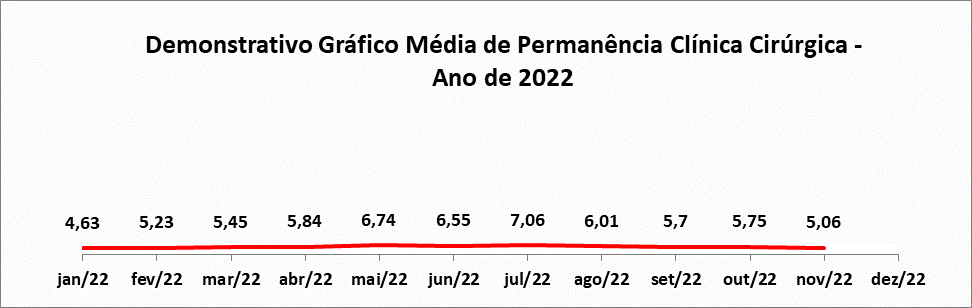 Demonstrativo Gráfico Média de Permanência Clínica Cirúrgica -
Ano de 2022
4,63 5,23 5,45 5,84 6,74 6,55 7,06 6,01 5,7 5,75 5,06
jan/22 fev/22 mar/22 abr/22 mai/22 jun/22 jul/22 ago/22 set/22 out/22 nov/22 dez/22